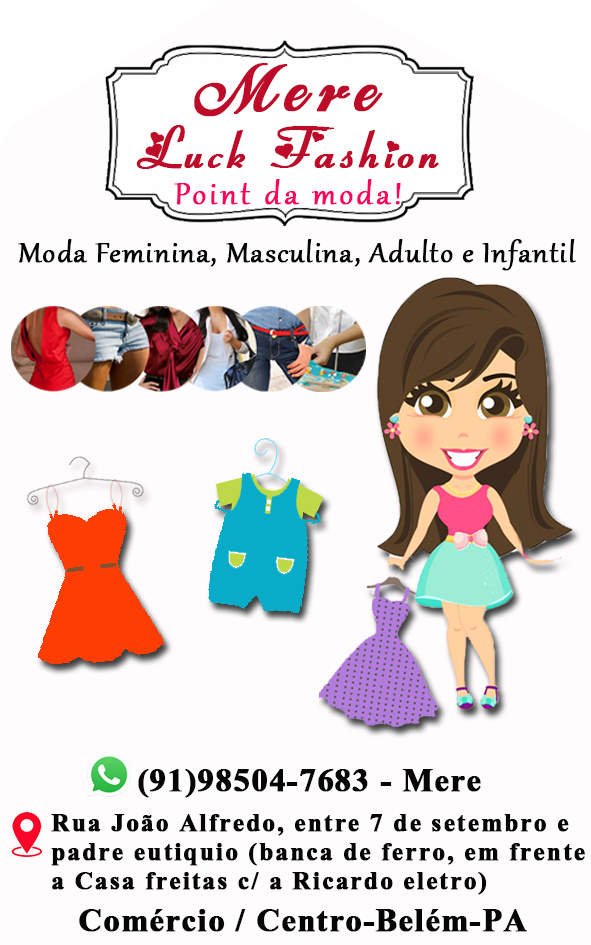 Mere
Luck Fashion
Point da moda!
Moda Feminina, Masculina, Adulto e Infantil
(91)98504-7683 - Mere
Rua João Alfredo, entre 7 de setembro e
padre eutiquio (banca de ferro, em frente
a Casa freitas c/ a Ricardo eletro)
Comércio / Centro-Belém-PA